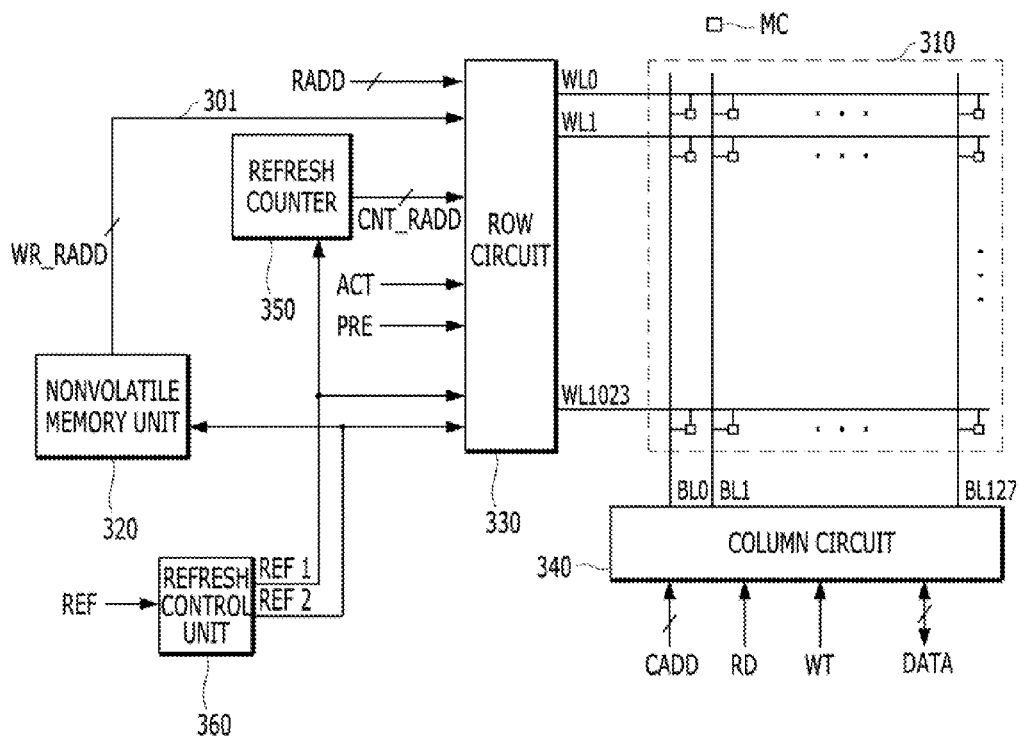 MC
310
RADD
WL0
301
WL1
REFRESH
COUNTER
CNT_RADD
ROW
CIRCUIT
WR_RADD
350
ACT
PRE
NONVOLATILE
MEMORY UNIT
WL1023
320
330
BL0
BL1
BL127
COLUMN CIRCUIT
340
REF 1
REF 2
REFRESH
CONTROL
UNIT
REF
360
CADD
RD
WT
DATA